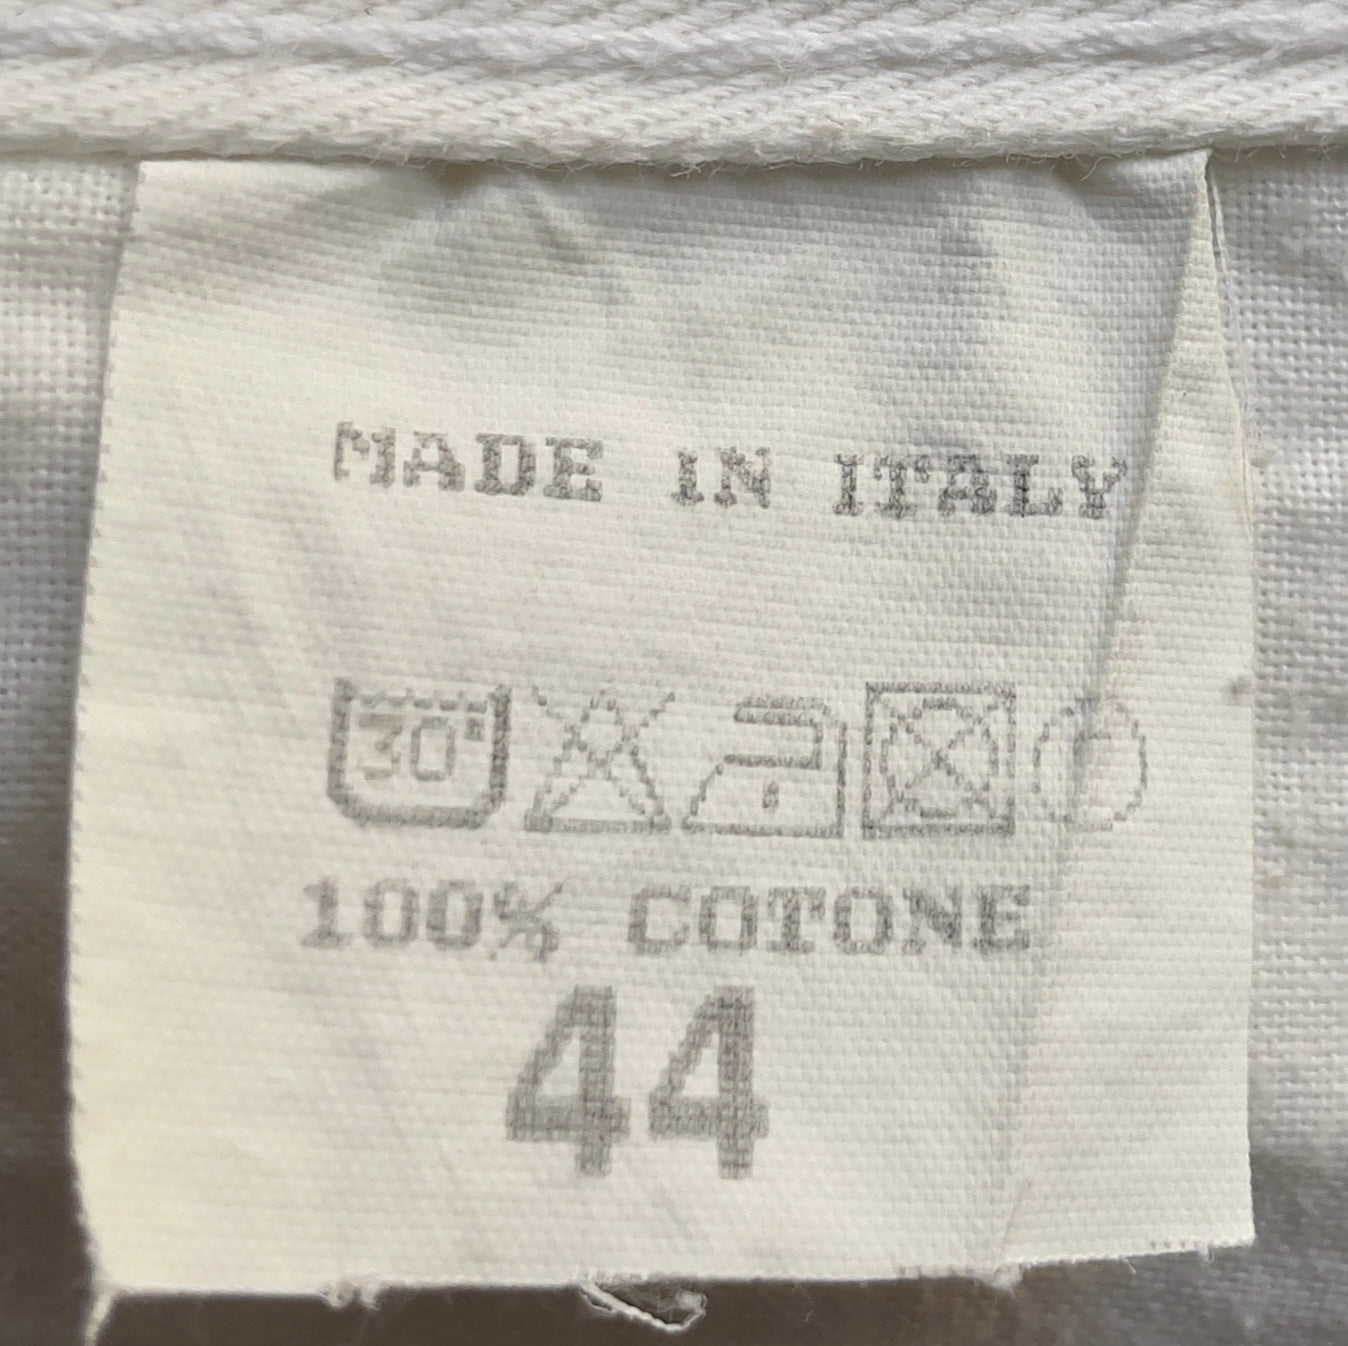 MADE IN ITALY
30°
100% COTONE
44